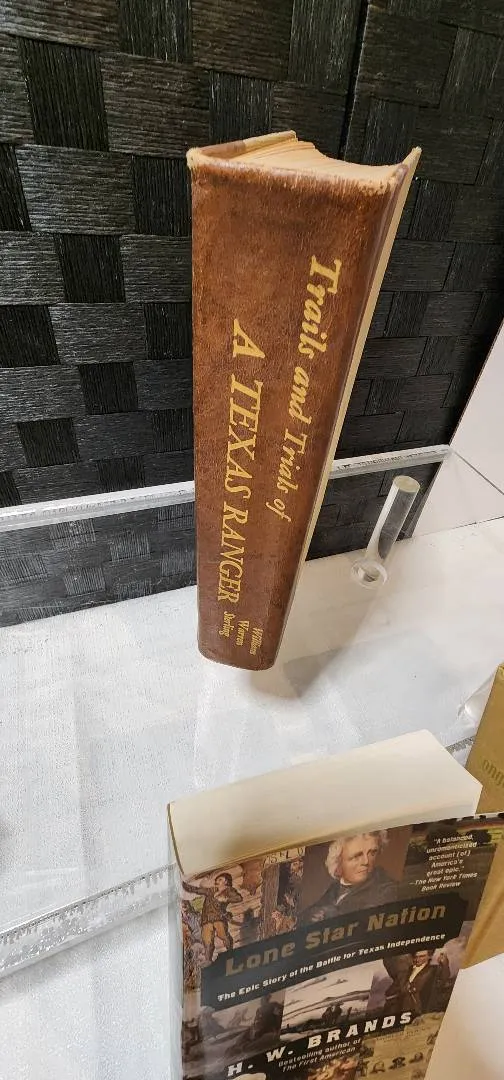 Trails and Trials of
A TEXAS RANGER
William
Warren
Sterling
"A balanced,
unromanticized
account [of]
America's
great epic."
—The New York Times
Book Review
Lone Star Nation
The Epic Story of the Battle for Texas Independence
H. W. BRANDS
Bestselling author of
The First American